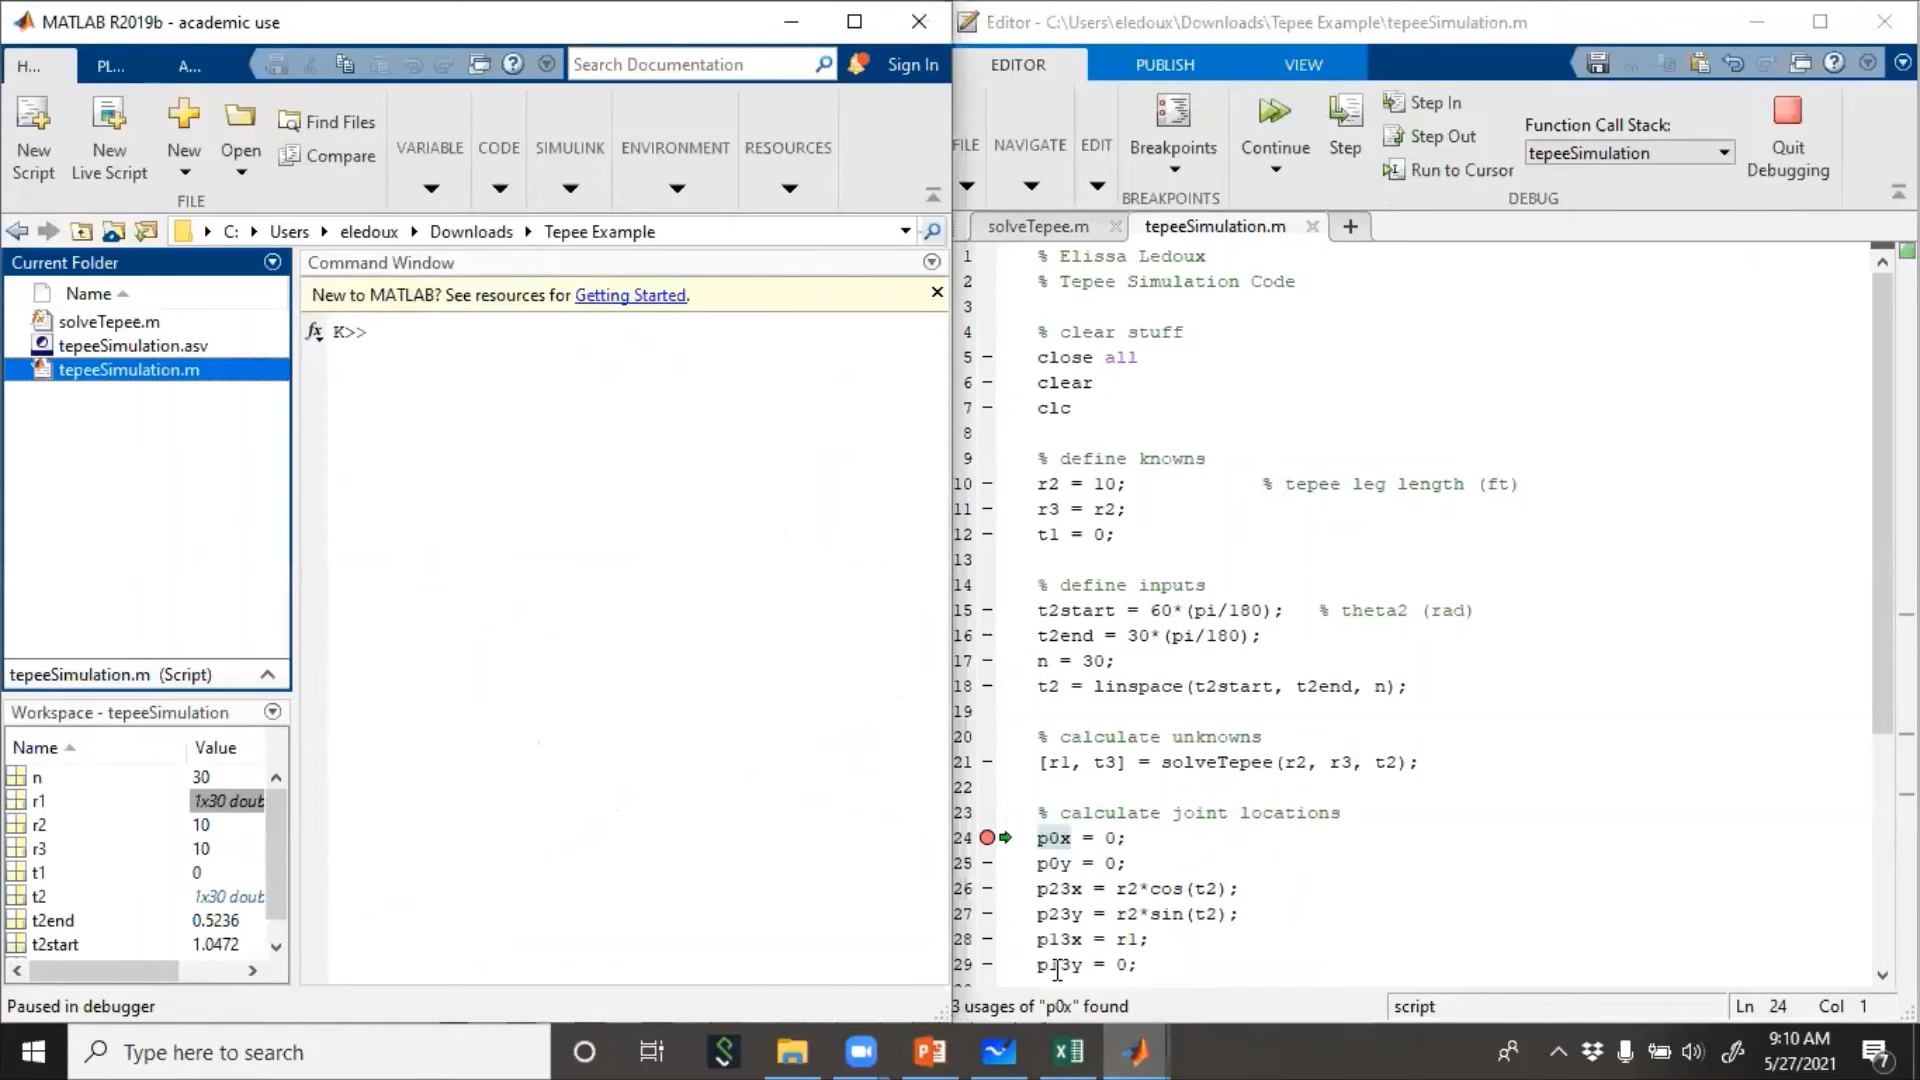 MATLAB R2019b - academic use
H...
PL...
A...
Search Documentation
Sign In
New
Script
New
Live Script
New
Open
Find Files
Compare
FILE
VARIABLE
CODE
SIMULINK
ENVIRONMENT
RESOURCES
C:
Users
eledoux
Downloads
Tepee Example
Current Folder
Name
solveTepee.m
tepeeSimulation.asv
tepeeSimulation.m
tepeeSimulation.m (Script)
Workspace - tepeeSimulation
Name Value
n 30
r1 1x30 doub
r2 10
r3 10
t1 0
t2 1x30 doub
t2end 0.5236
t2start 1.0472
Paused in debugger
Command Window
New to MATLAB? See resources for Getting Started.
fx K>>
Editor - C:\Users\eledoux\Downloads\Tepee Example\tepeeSimulation.m
EDITOR
PUBLISH
VIEW
FILE
NAVIGATE
EDIT
Breakpoints
BREAKPOINTS
Continue
Step
Step In
Step Out
Run to Cursor
Function Call Stack:
tepeeSimulation
Quit
Debugging
DEBUG
solveTepee.m
tepeeSimulation.m
1 % Elissa Ledoux
2 % Tepee Simulation Code
3
4 % clear stuff
5 - close all
6 - clear
7 - clc
8
9 % define knowns
10 - r2 = 10; % tepee leg length (ft)
11 - r3 = r2;
12 - t1 = 0;
13
14 % define inputs
15 - t2start = 60*(pi/180); % theta2 (rad)
16 - t2end = 30*(pi/180);
17 - n = 30;
18 - t2 = linspace(t2start, t2end, n);
19
20 % calculate unknowns
21 - [r1, t3] = solveTepee(r2, r3, t2);
22
23 % calculate joint locations
24 p0x = 0;
25 - p0y = 0;
26 - p23x = r2*cos(t2);
27 - p23y = r2*sin(t2);
28 - p13x = r1;
29 - p13y = 0;
3 usages of "p0x" found
script
Ln 24 Col 1
Type here to search
9:10 AM
5/27/2021
7